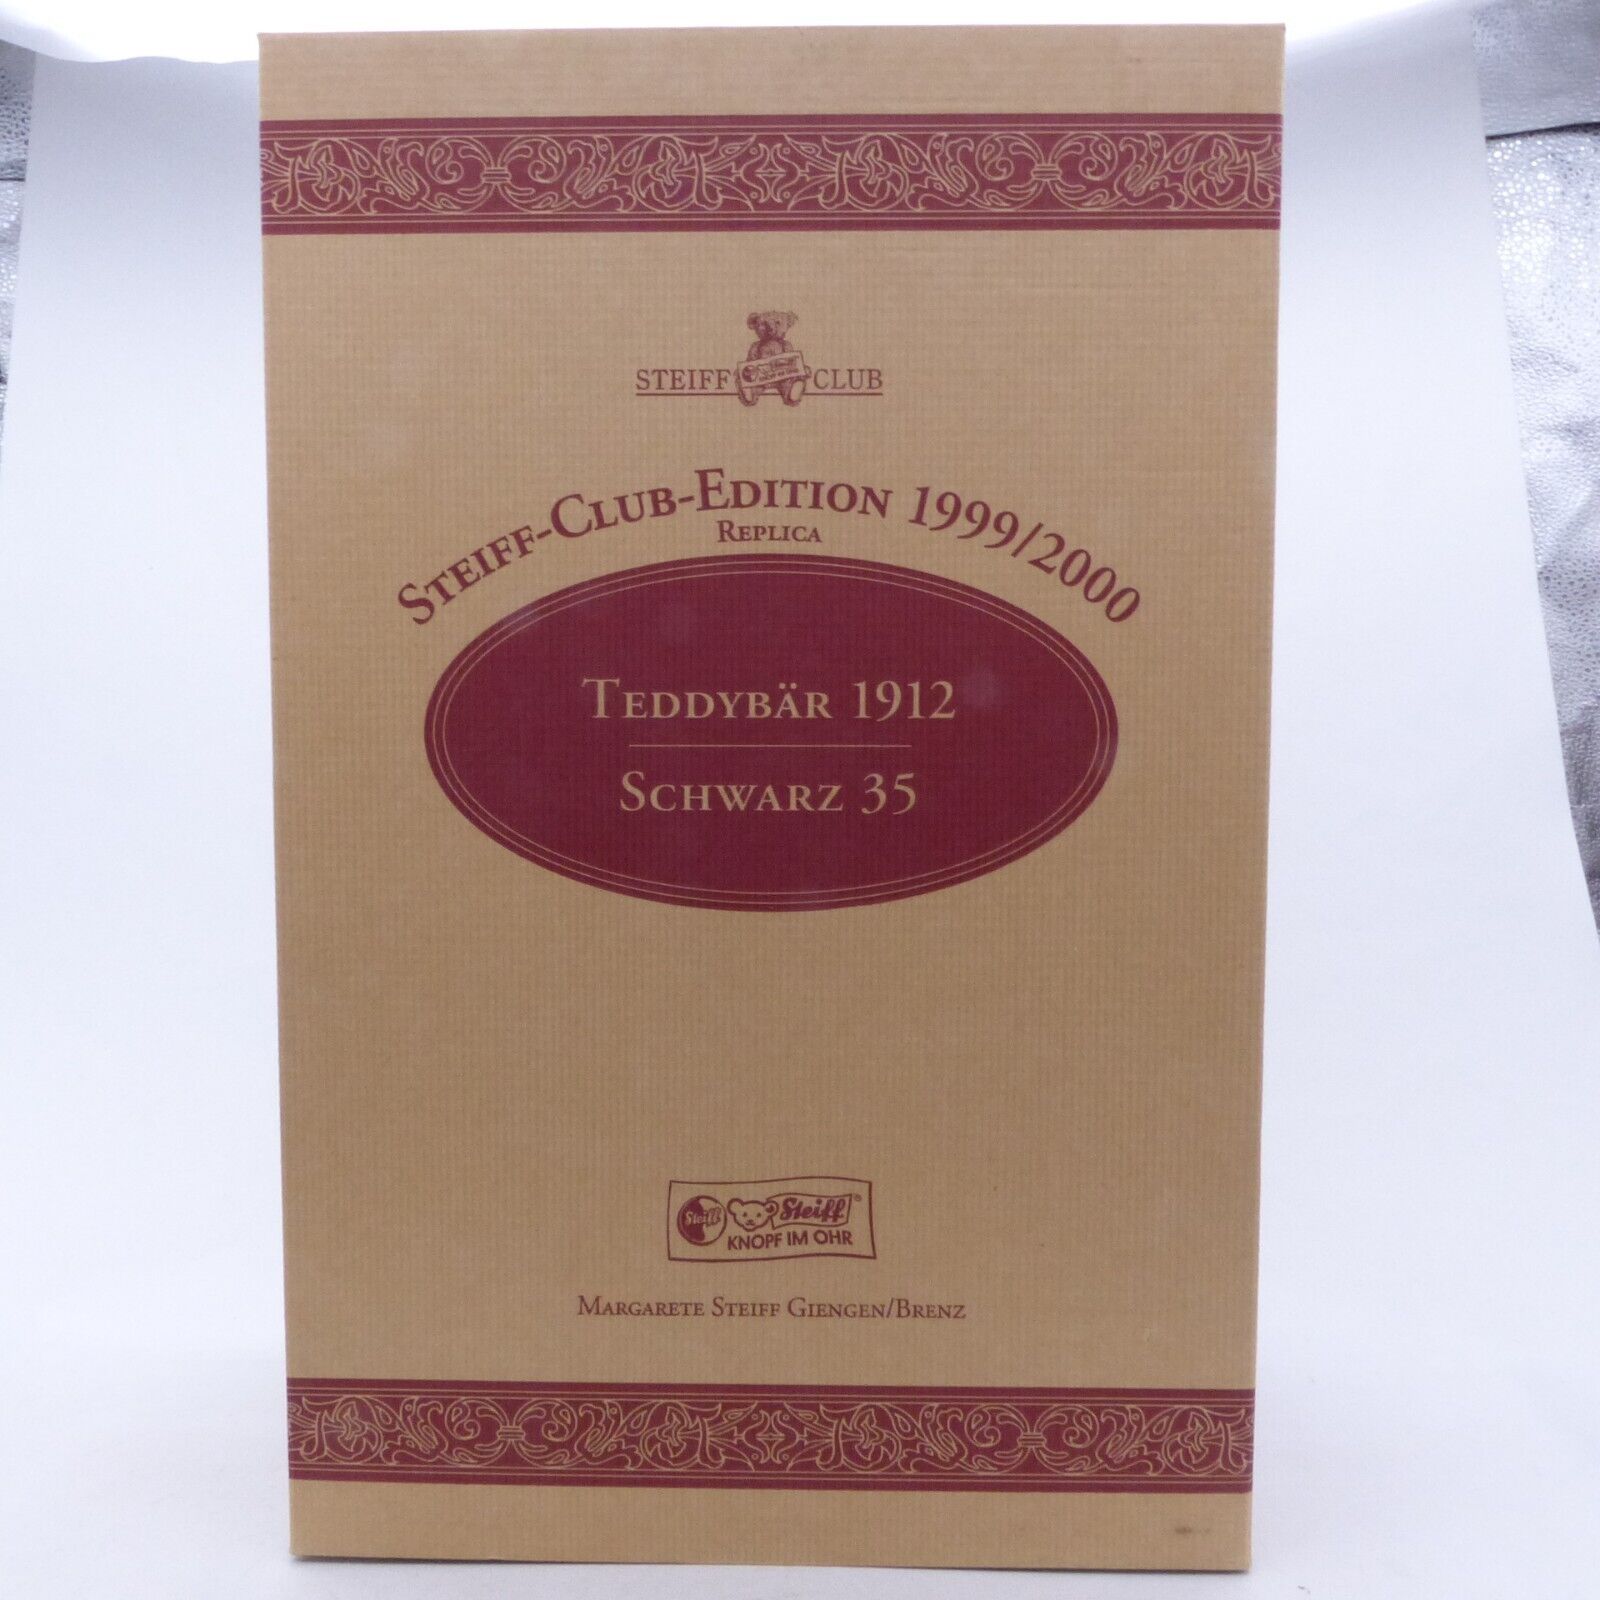 STEIFF CLUB
STEIFF-CLUB-EDITION 1999/2000
REPLICA
TEDDYBÄR 1912
SCHWARZ 35
Steiff Steiff®
KNOPF IM OHR
MARGARETE STEIFF GIENGEN/BRENZ